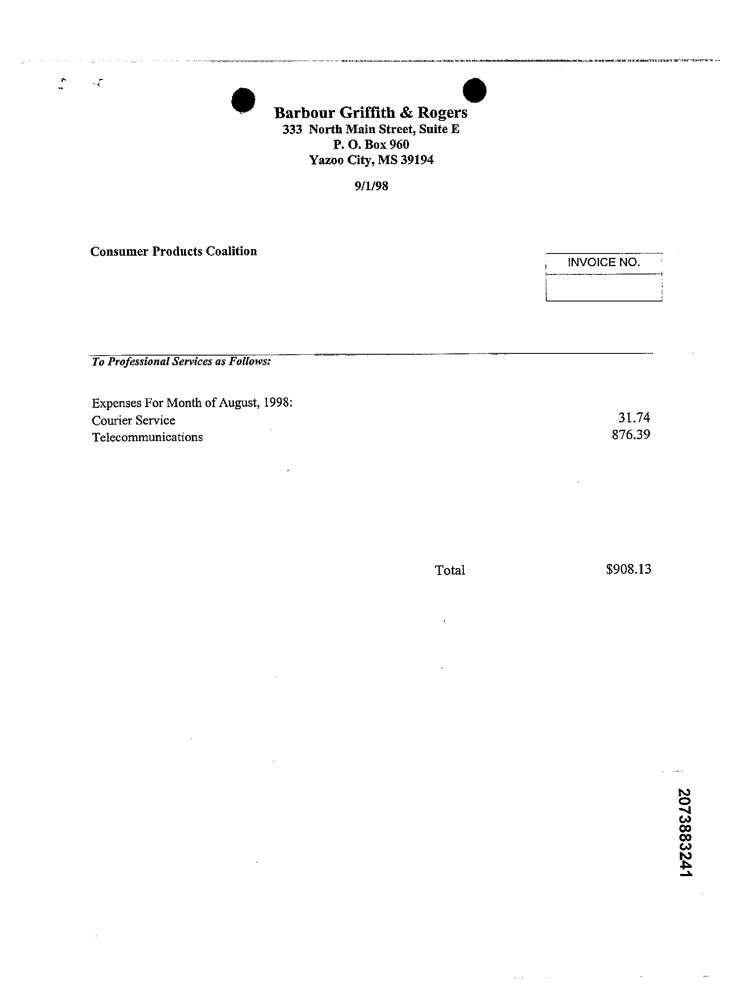 Barbour Griffith & Rogers
333 North Main Street, Suite E
P. O. Box 960
Yazoo City, MS 39194
9/1/98
Consumer Products Coalition
INVOICE NO.
To Professional Services as Follows:
Expenses For Month of August, 1998:
Courier Service 31.74
Telecommunications 876.39
Total $908.13
2073883241